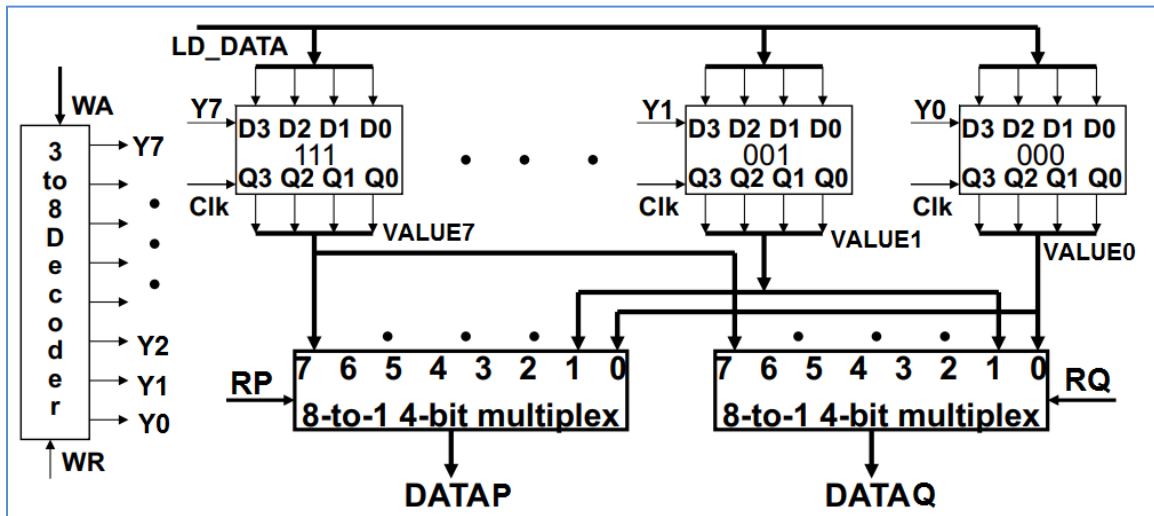 LD_DATA
WA
3 to 8 Decoder
Y7
Y2
Y1
Y0
WR
Y7
D3 D2 D1 D0
111
Q3 Q2 Q1 Q0
Clk
VALUE7
Y1
D3 D2 D1 D0
001
Q3 Q2 Q1 Q0
Clk
VALUE1
Y0
D3 D2 D1 D0
000
Q3 Q2 Q1 Q0
Clk
VALUE0
RP
7 6 5 4 3 2 1 0
8-to-1 4-bit multiplex
DATAP
7 6 5 4 3 2 1 0
8-to-1 4-bit multiplex
RQ
DATAQ